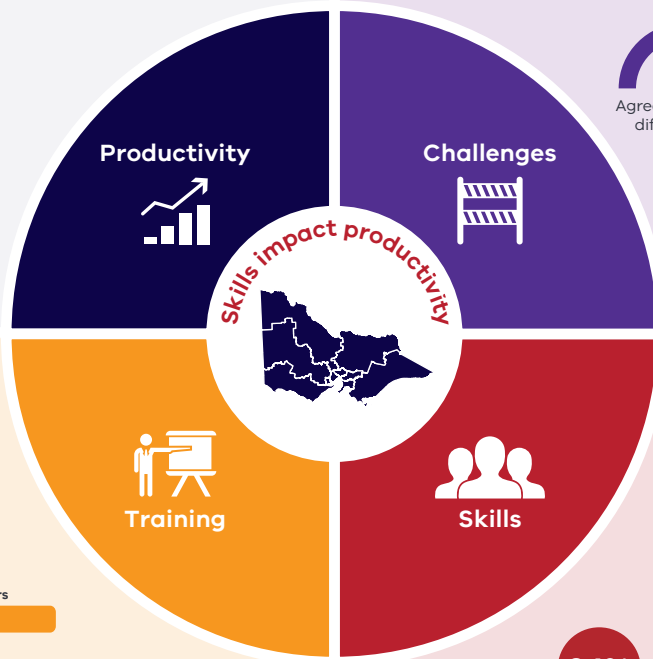 Productivity
Challenges
Skills impact productivity
Training
Skills